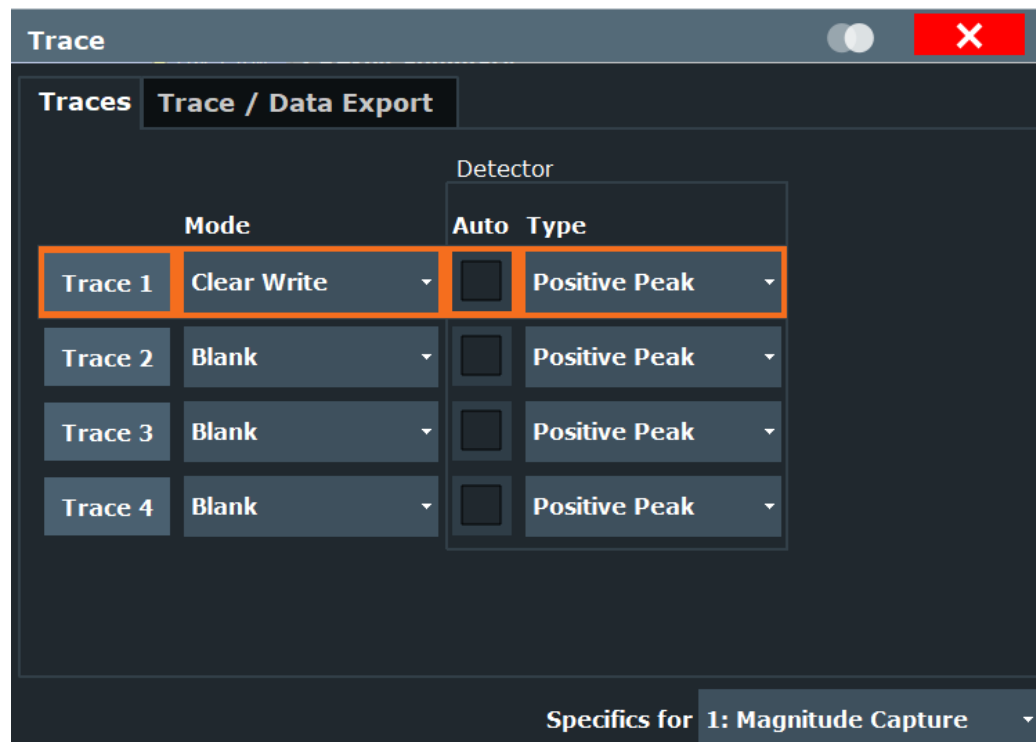 Trace
Traces Trace / Data Export
Detector
Mode Auto Type
Trace 1 Clear Write Positive Peak
Trace 2 Blank Positive Peak
Trace 3 Blank Positive Peak
Trace 4 Blank Positive Peak
Specifics for 1: Magnitude Capture